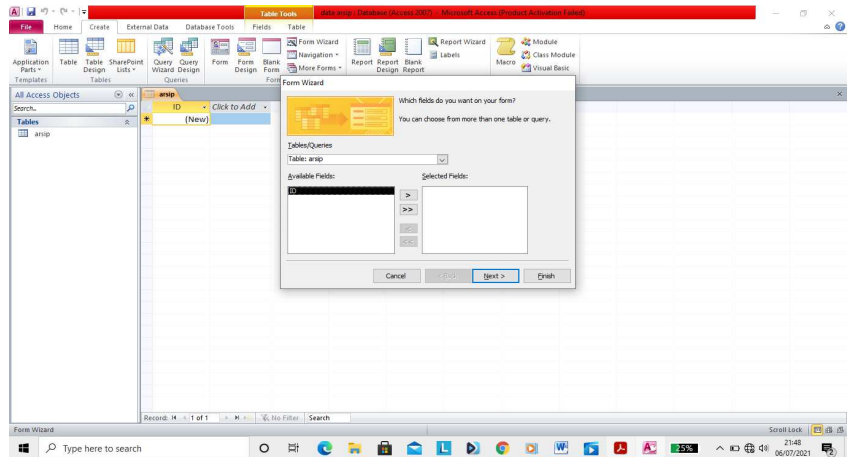 Table Tools
data arsip : Database (Access 2007) - Microsoft Access (Product Activation Failed)
File Home Create External Data Database Tools Fields Table
Application Parts
Table
Table Design
SharePoint Lists
Query Wizard
Query Design
Form
Form Design
Blank Form
Form Wizard
Navigation
More Forms
Report
Report Design
Blank Report
Report Wizard
Labels
Macro
Module
Class Module
Visual Basic
Templates Tables Queries Form
All Access Objects
Search..
Tables
arsip
arsip
ID Click to Add
* (New)
Form Wizard
Which fields do you want on your form?
You can choose from more than one table or query.
Tables/Queries
Table: arsip
Available Fields: Selected Fields:
ID
>
>>
<
<<
Cancel < Back Next > Finish
Record: 1 of 1 No Filter Search
Form Wizard Scroll Lock
Type here to search
25%
21:48
06/07/2021